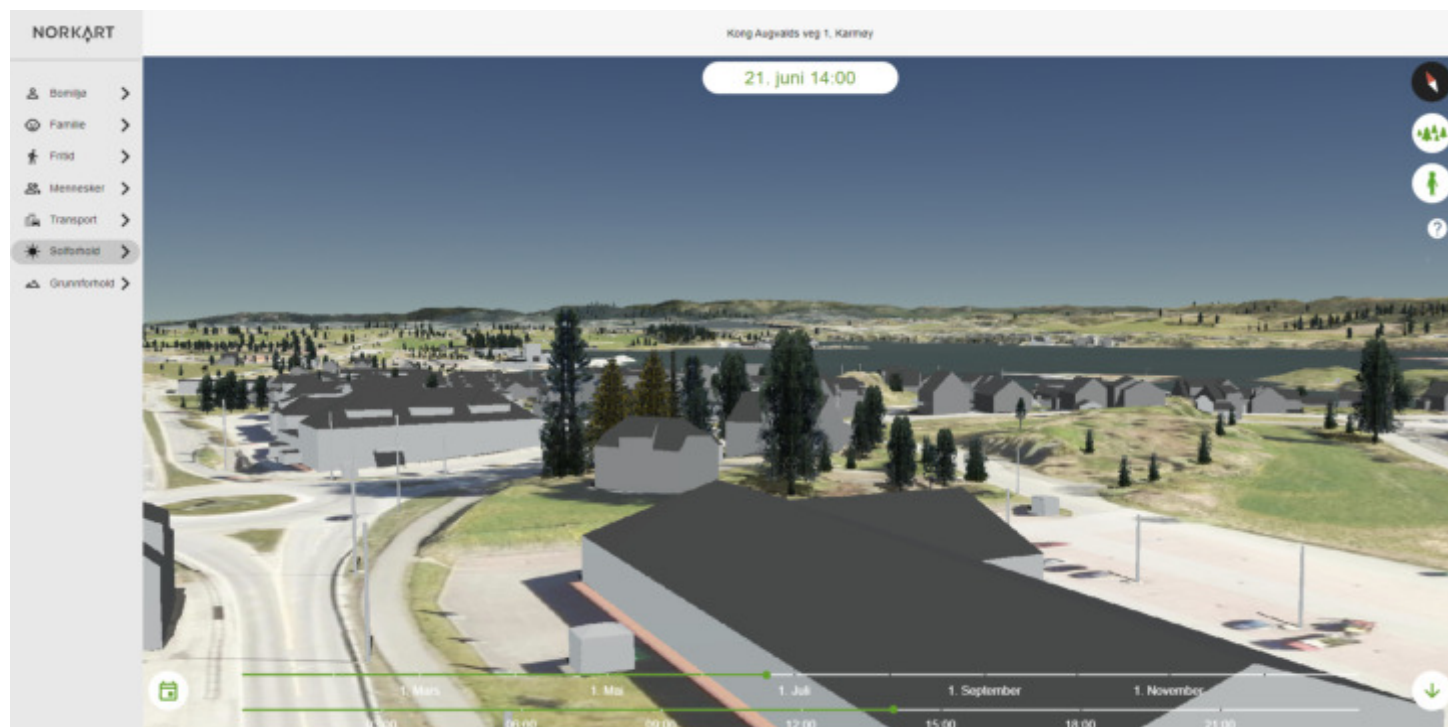 NORKART
Kong Augvalds veg 1, Karmøy
21. juni 14:00
Bomiljø
Familie
Fritid
Mennesker
Transport
Solforhold
Grunnforhold
?
1. Mars 1. Mai 1. Juli 1. September 1. November
03:00 06:00 09:00 12:00 15:00 18:00 21:00